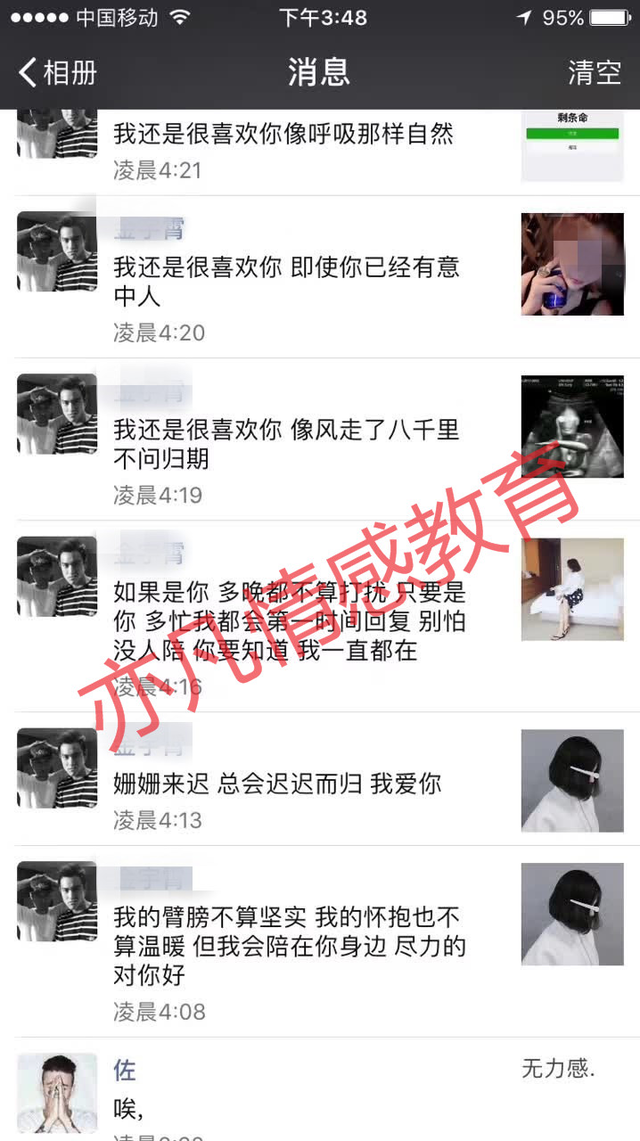 中国移动 下午3:48 95%
相册 消息 清空
我还是很喜欢你像呼吸那样自然
凌晨4:21
剩条命
我还是很喜欢你 即使你已经有意
中人
凌晨4:20
我还是很喜欢你 像风走了八千里
不问归期
凌晨4:19
如果是你 多晚都不算打扰 只要是
你 多忙我都会第一时间回复 别怕
没人陪 你要知道 我一直都在
凌晨4:16
亦凡情感教育
姗姗来迟 总会迟迟而归 我爱你
凌晨4:13
我的臂膀不算坚实 我的怀抱也不
算温暖 但我会陪在你身边 尽力的
对你好
凌晨4:08
佐
无力感.
唉,